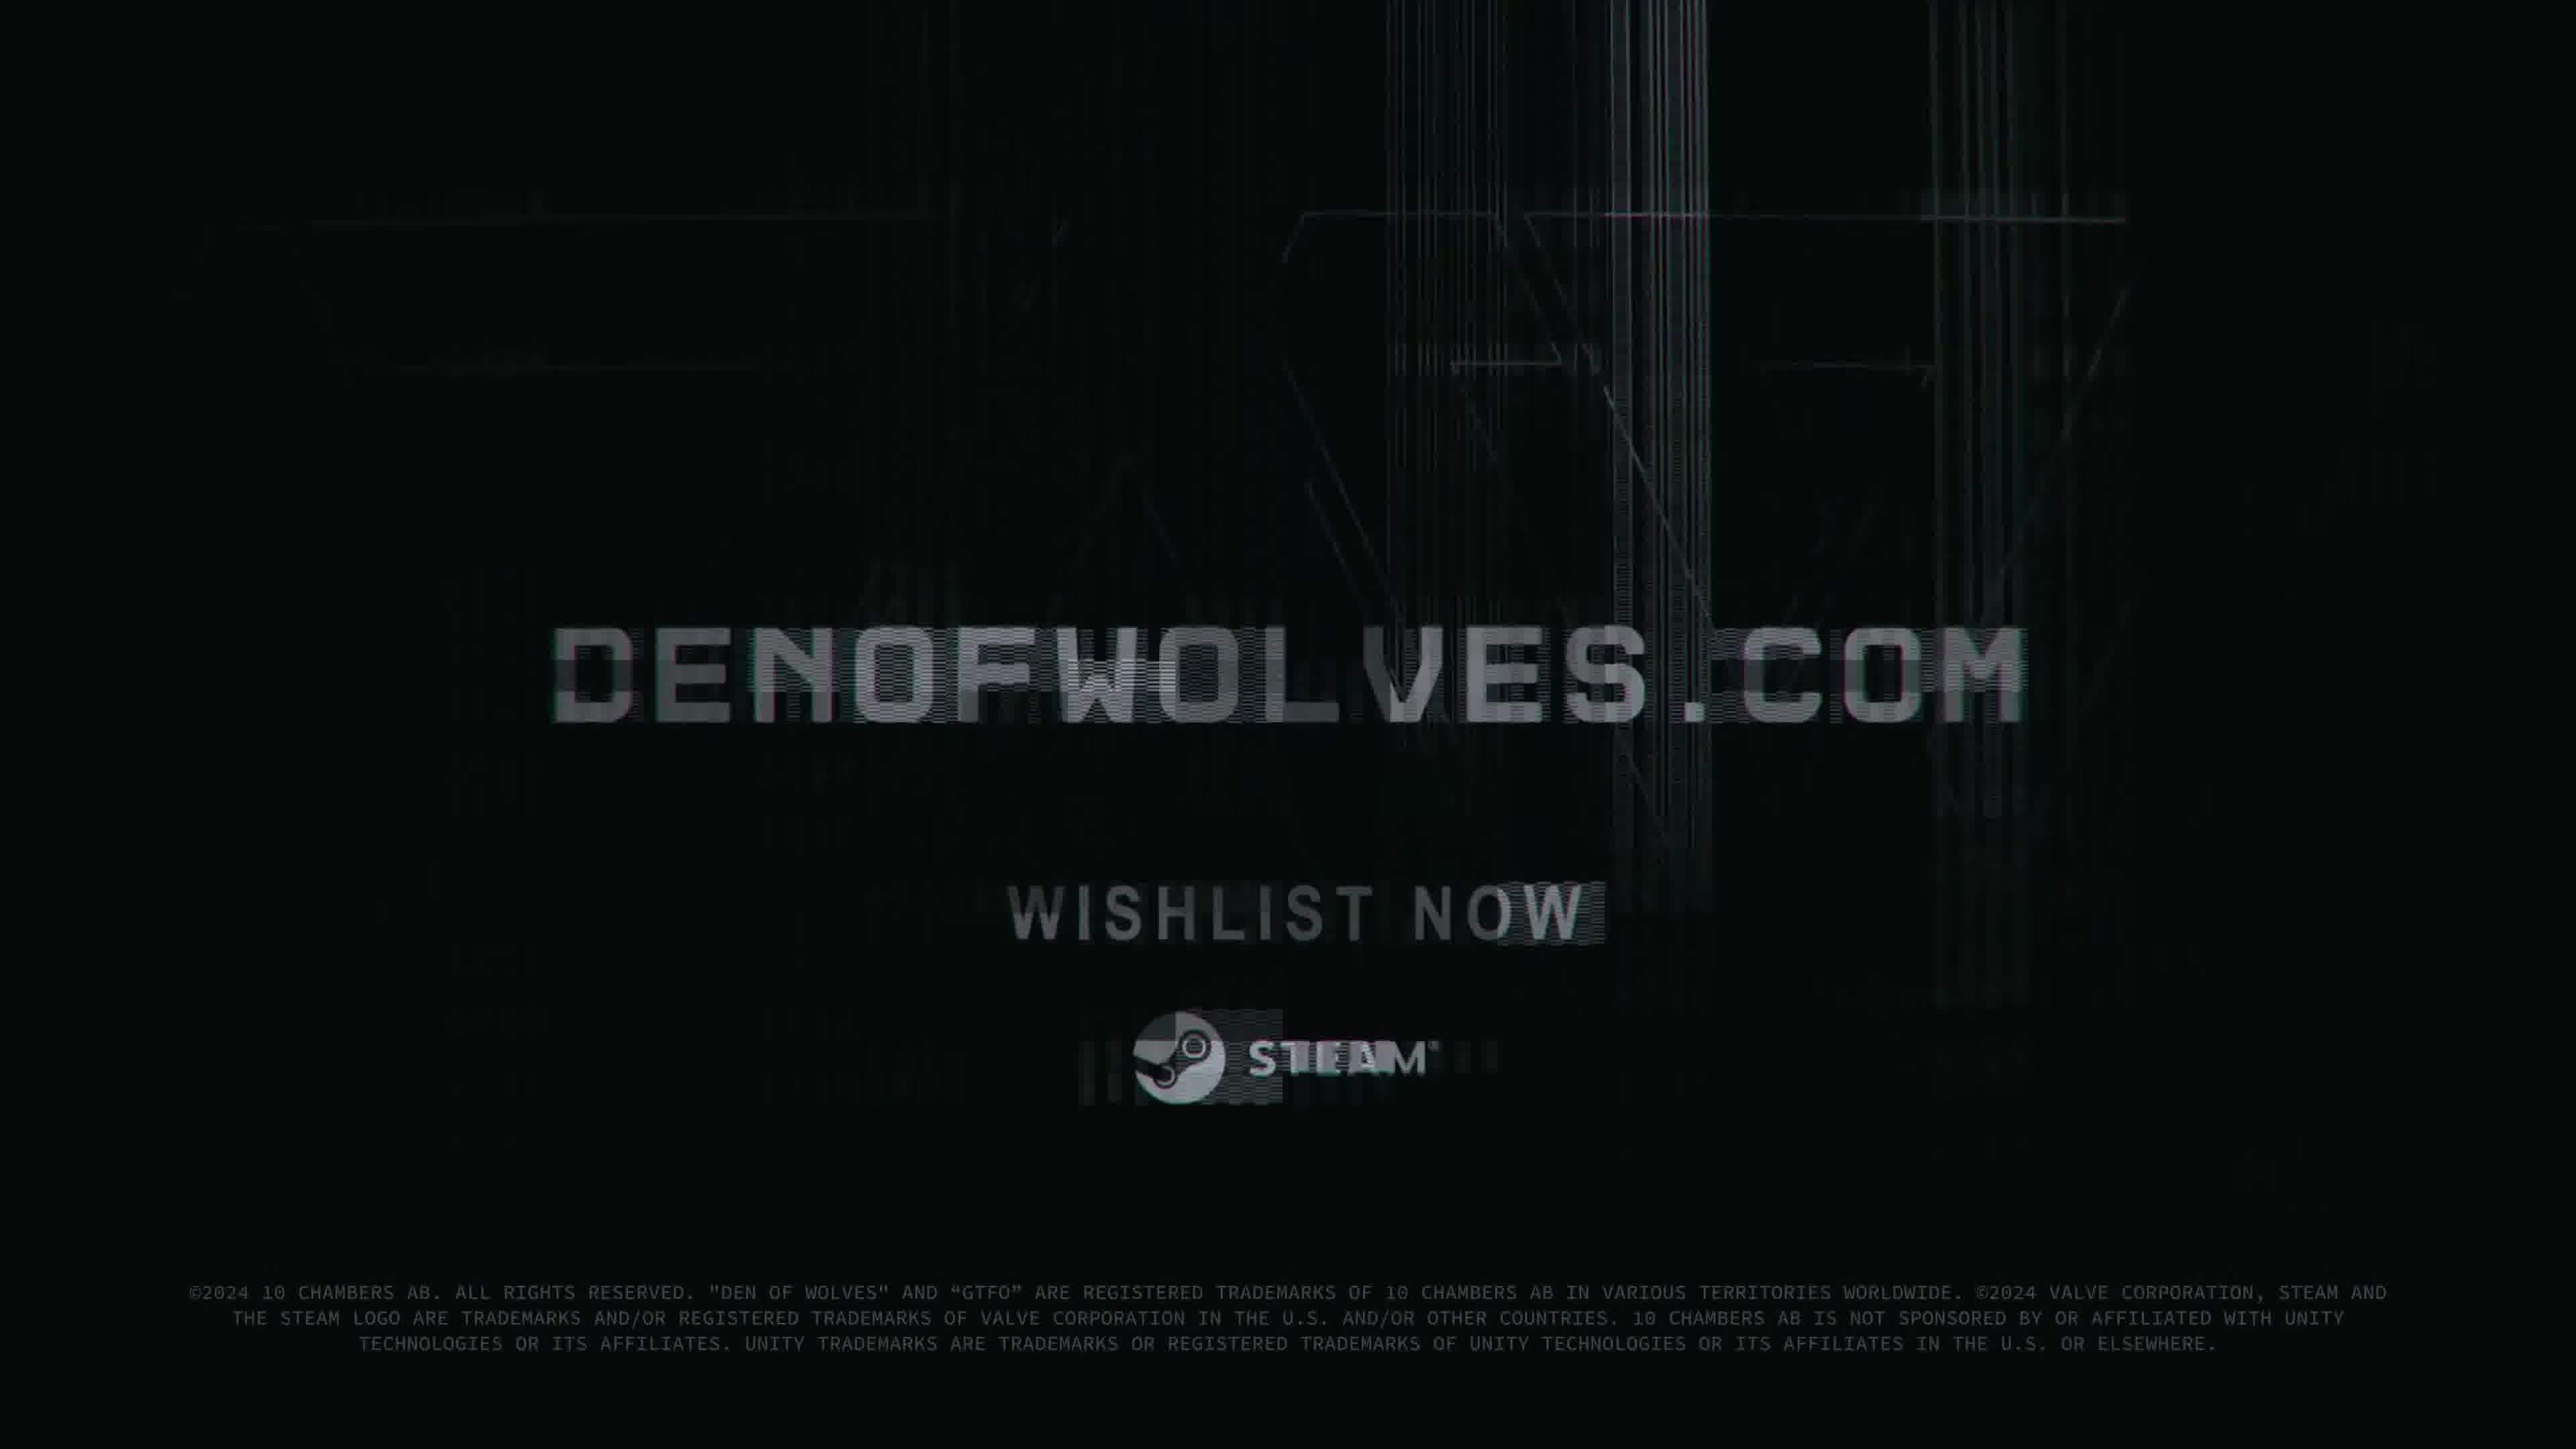 DENOFWOLVES.COM
WISHLIST NOW
STEAM®
©2024 10 CHAMBERS AB. ALL RIGHTS RESERVED. "DEN OF WOLVES" AND “GTFO” ARE REGISTERED TRADEMARKS OF 10 CHAMBERS AB IN VARIOUS TERRITORIES WORLDWIDE. ©2024 VALVE CORPORATION, STEAM AND
THE STEAM LOGO ARE TRADEMARKS AND/OR REGISTERED TRADEMARKS OF VALVE CORPORATION IN THE U.S. AND/OR OTHER COUNTRIES. 10 CHAMBERS AB IS NOT SPONSORED BY OR AFFILIATED WITH UNITY
TECHNOLOGIES OR ITS AFFILIATES. UNITY TRADEMARKS ARE TRADEMARKS OR REGISTERED TRADEMARKS OF UNITY TECHNOLOGIES OR ITS AFFILIATES IN THE U.S. OR ELSEWHERE.